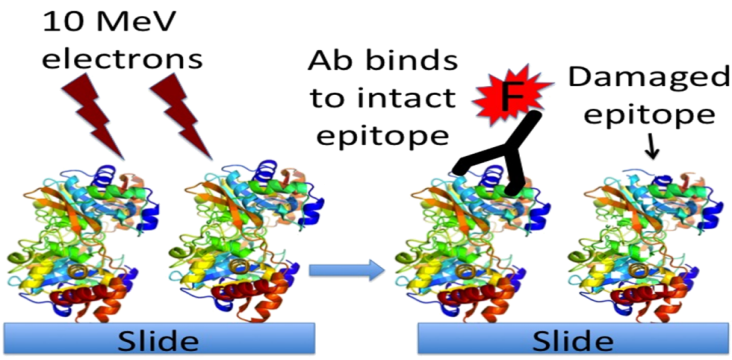 10 MeV
electrons
Ab binds
to intact
epitope
F
Damaged
epitope
Slide
Slide